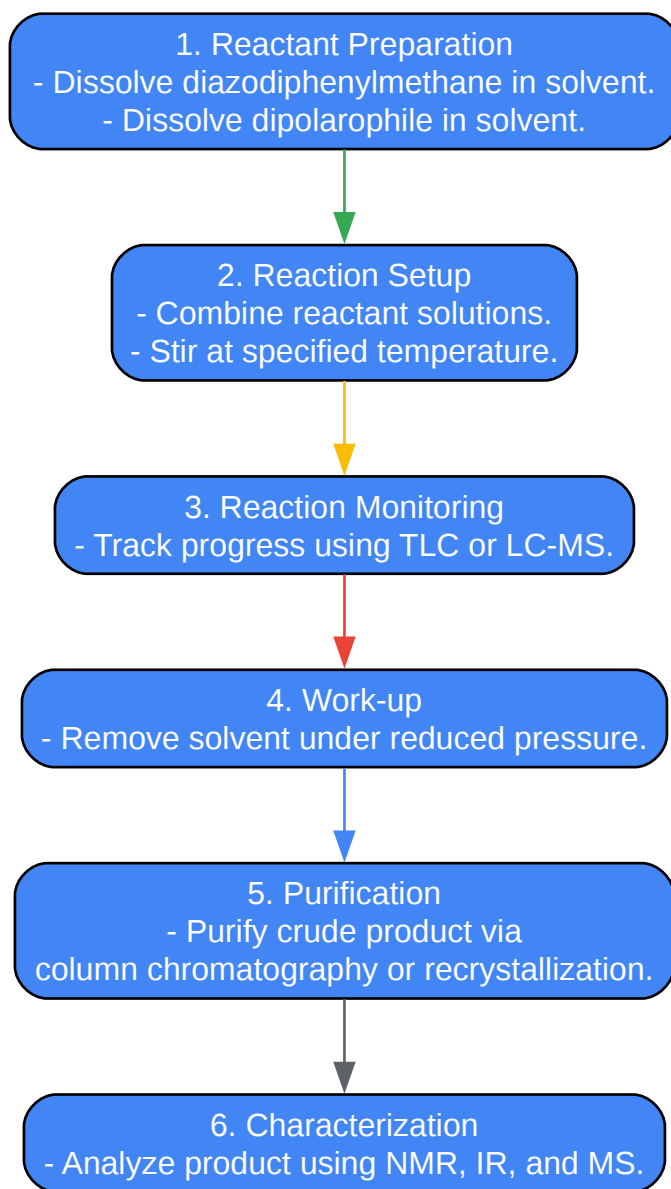 1. Reactant Preparation
- Dissolve diazodiphenylmethane in solvent.
- Dissolve dipolarophile in solvent.
2. Reaction Setup
- Combine reactant solutions.
- Stir at specified temperature.
3. Reaction Monitoring
- Track progress using TLC or LC-MS.
4. Work-up
- Remove solvent under reduced pressure.
5. Purification
- Purify crude product via
column chromatography or recrystallization.
6. Characterization
- Analyze product using NMR, IR, and MS.